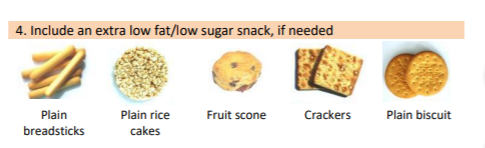 4. Include an extra low fat/low sugar snack, if needed
Plain breadsticks
Plain rice cakes
Fruit scone
Crackers
Plain biscuit